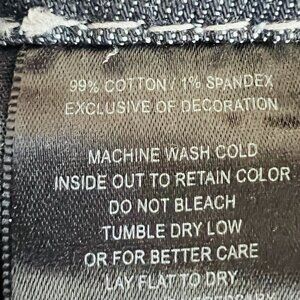 99% COTTON / 1% SPANDEX
EXCLUSIVE OF DECORATION
MACHINE WASH COLD
INSIDE OUT TO RETAIN COLOR
DO NOT BLEACH
TUMBLE DRY LOW
OR FOR BETTER CARE
LAY FLAT TO DRY